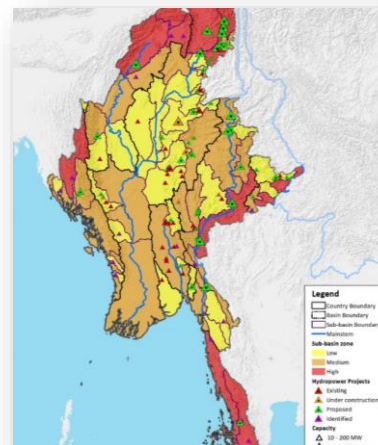 Legend
Country Boundary
Basin Boundary
Sub-basin Boundary
Mainstem
Sub-basin zone
Low
Medium
High
Hydropower Projects
Existing
Under construction
Proposed
Identified
Capacity
10 - 200 MW